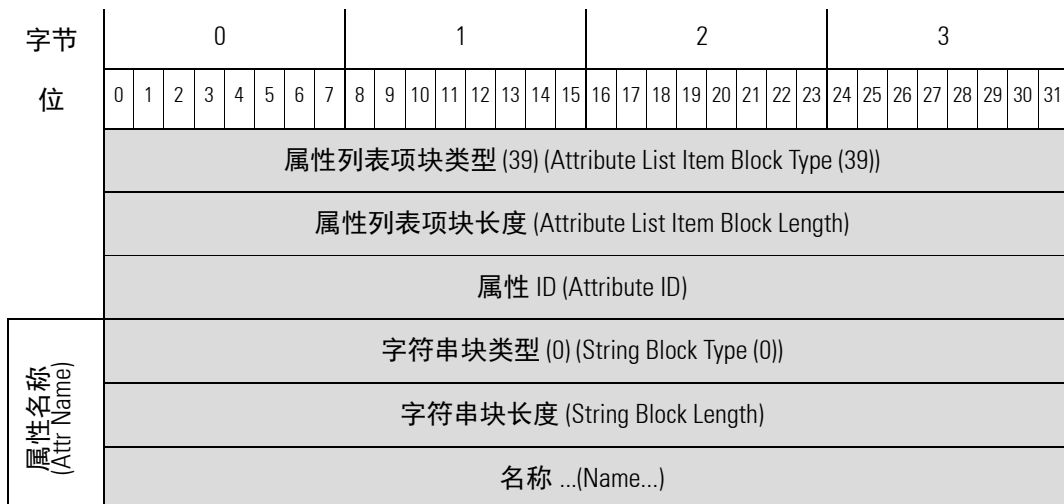 字节 0 1 2 3
位 0 1 2 3 4 5 6 7 8 9 10 11 12 13 14 15 16 17 18 19 20 21 22 23 24 25 26 27 28 29 30 31
属性列表项块类型 (39) (Attribute List Item Block Type (39))
属性列表项块长度 (Attribute List Item Block Length)
属性 ID (Attribute ID)
属性名称
(Attr Name)
字符串块类型 (0) (String Block Type (0))
字符串块长度 (String Block Length)
名称 ...(Name...)